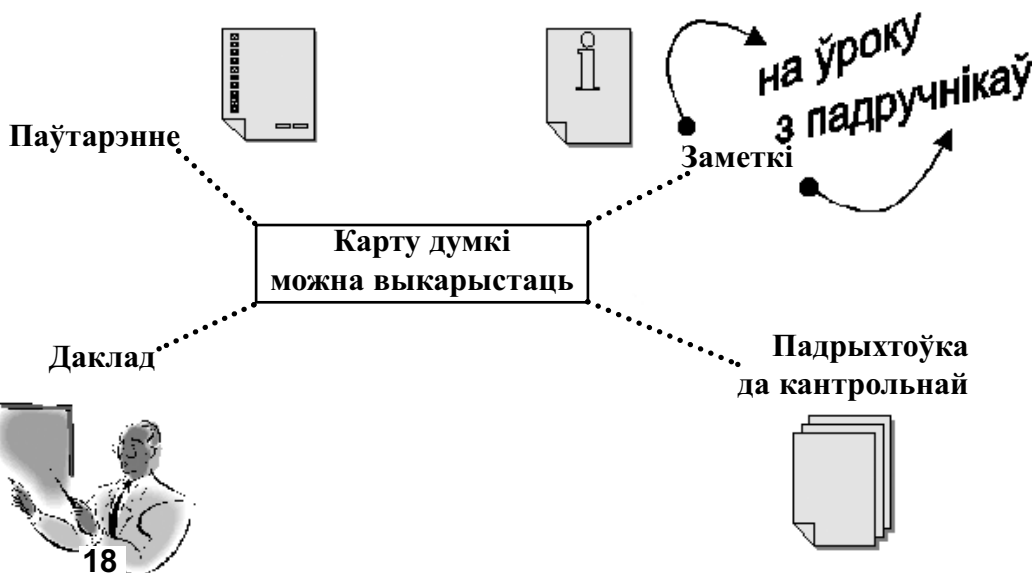 на ўроку
з падручнікаў
Паўтарэнне
Заметкі
Карту думкі
можна выкарыстаць
Даклад
Падрыхтоўка
да кантрольнай
18